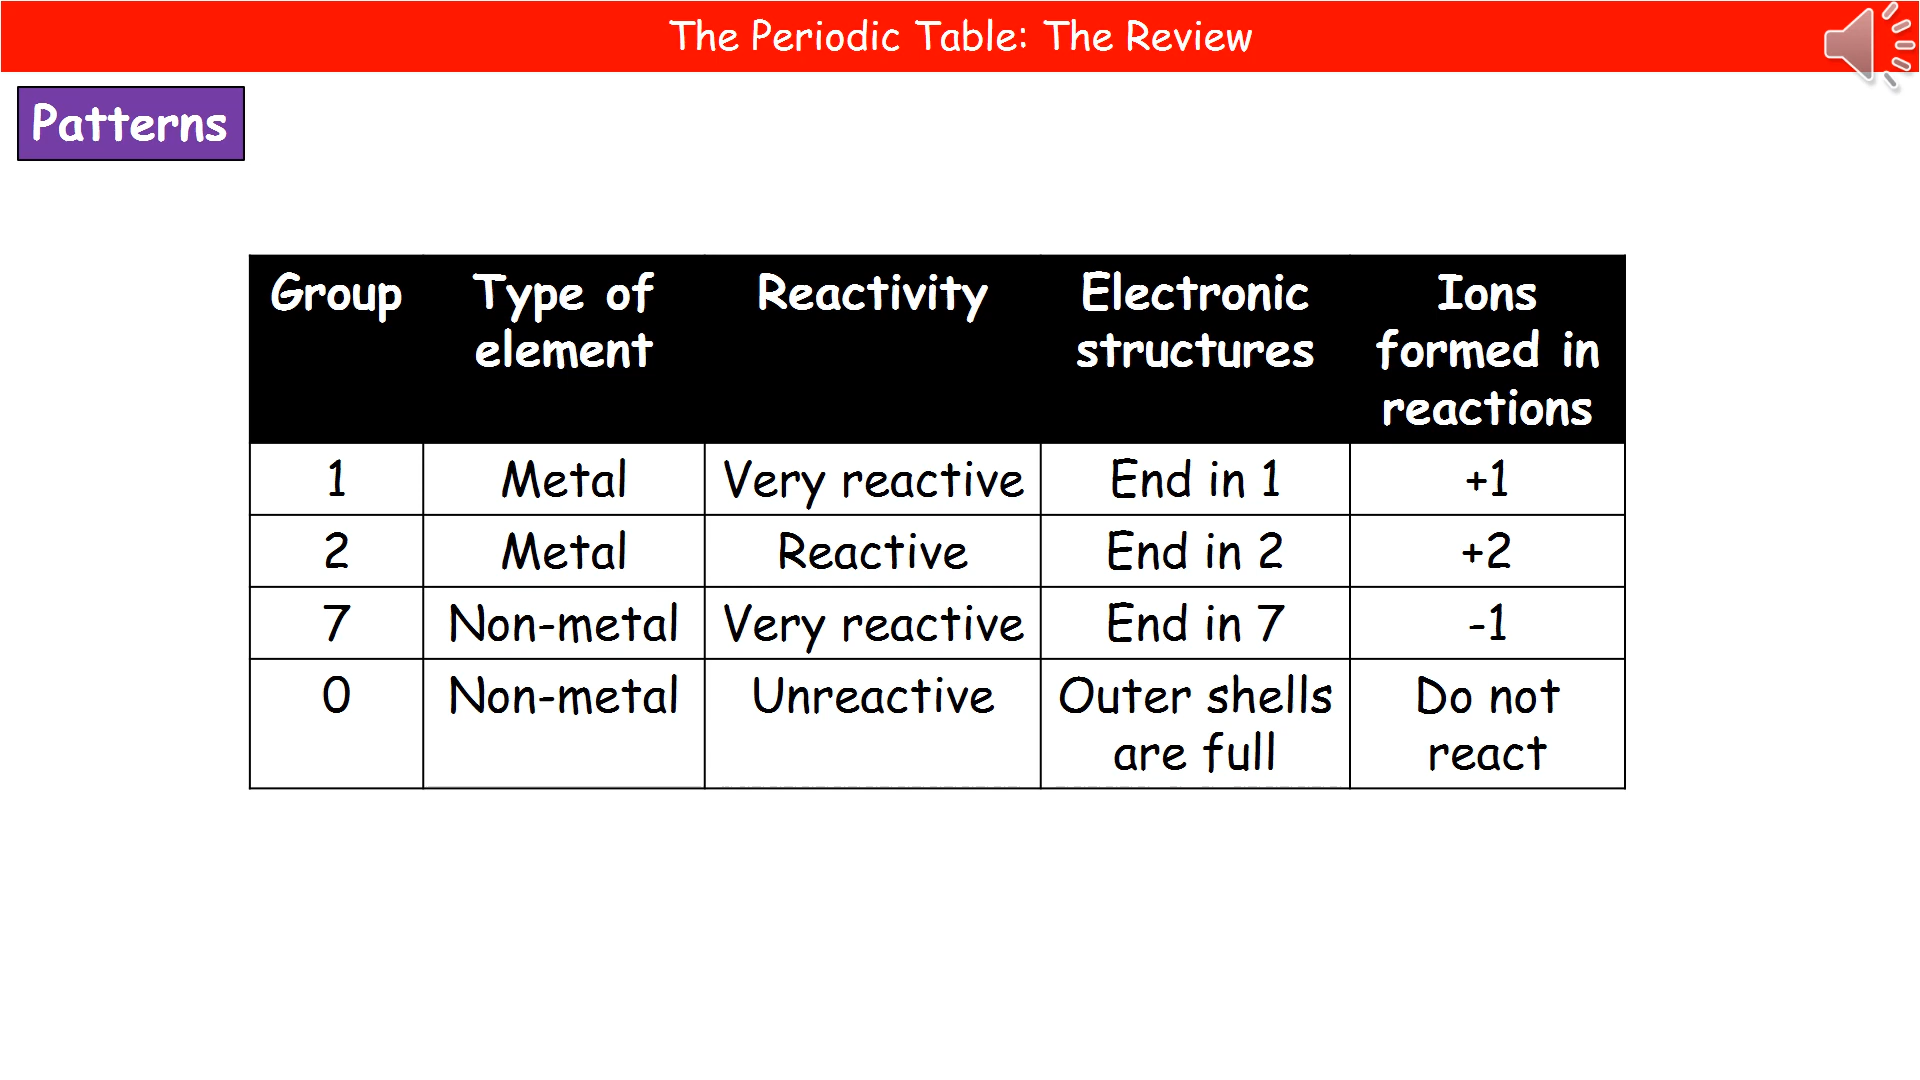 The Periodic Table: The Review
Patterns
Group Type of Reactivity Electronic Ions
element structures formed in
reactions
1 Metal Very reactive End in 1 +1
2 Metal Reactive End in 2 +2
7 Non-metal Very reactive End in 7 -1
0 Non-metal Unreactive Outer shells Do not
are full react